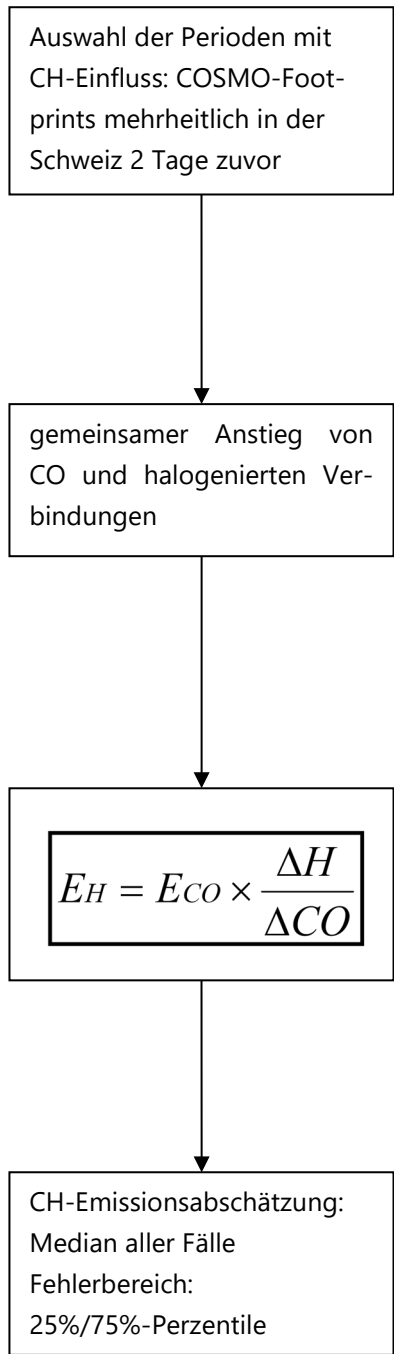 Auswahl der Perioden mit
CH-Einfluss: COSMO-Foot-
prints mehrheitlich in der
Schweiz 2 Tage zuvor
gemeinsamer Anstieg von
CO und halogenierten Ver-
bindungen
EH = ECO × ΔH / ΔCO
CH-Emissionsabschätzung:
Median aller Fälle
Fehlerbereich:
25%/75%-Perzentile